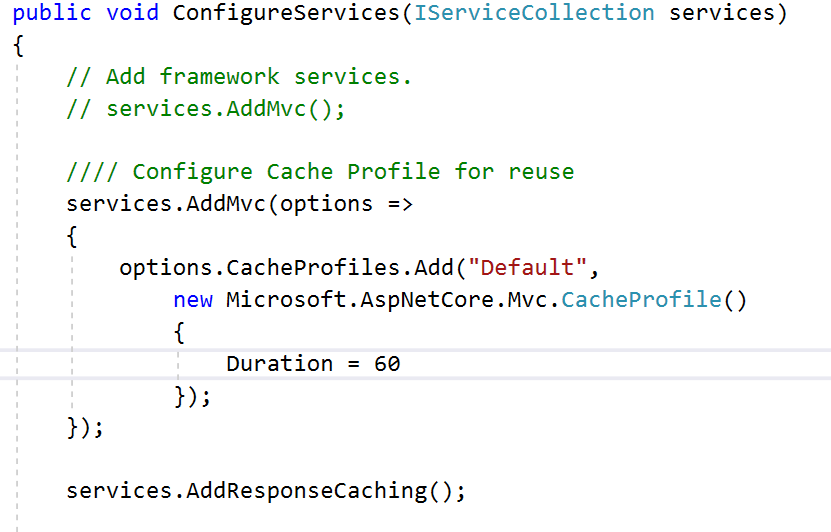 public void ConfigureServices(IServiceCollection services)
{
    // Add framework services.
    // services.AddMvc();

    //// Configure Cache Profile for reuse
    services.AddMvc(options =>
    {
        options.CacheProfiles.Add("Default",
            new Microsoft.AspNetCore.Mvc.CacheProfile()
            {
                Duration = 60
            });
    });

    services.AddResponseCaching();